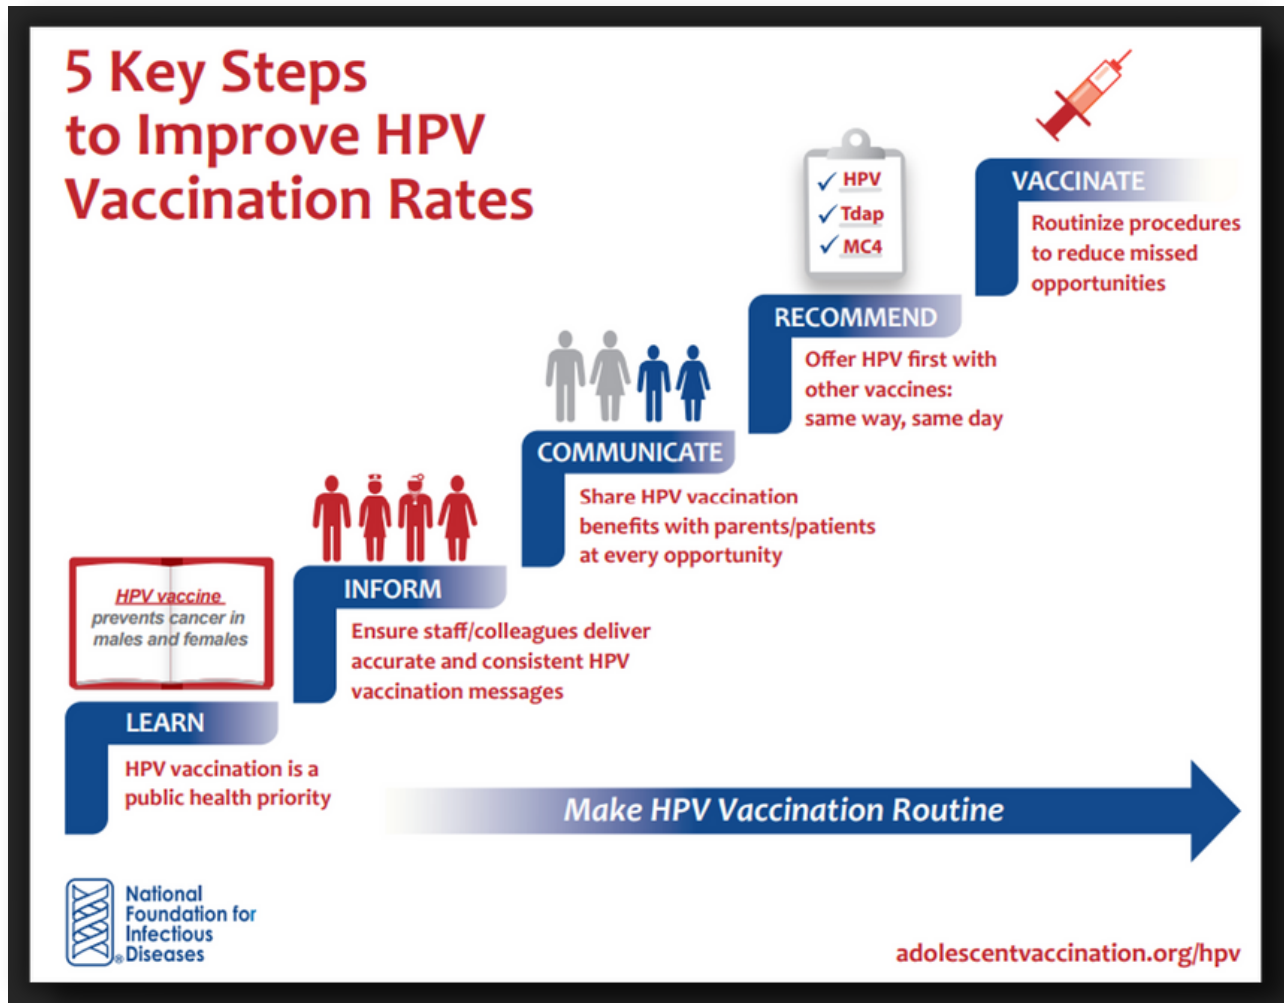 5 Key Steps
to Improve HPV
Vaccination Rates
HPV
Tdap
MC4
VACCINATE
Routinize procedures
to reduce missed
opportunities
RECOMMEND
Offer HPV first with
other vaccines:
same way, same day
COMMUNICATE
Share HPV vaccination
benefits with parents/patients
at every opportunity
INFORM
Ensure staff/colleagues deliver
accurate and consistent HPV
vaccination messages
HPV vaccine
prevents cancer in
males and females
LEARN
HPV vaccination is a
public health priority
Make HPV Vaccination Routine
National
Foundation for
Infectious
®Diseases
adolescentvaccination.org/hpv